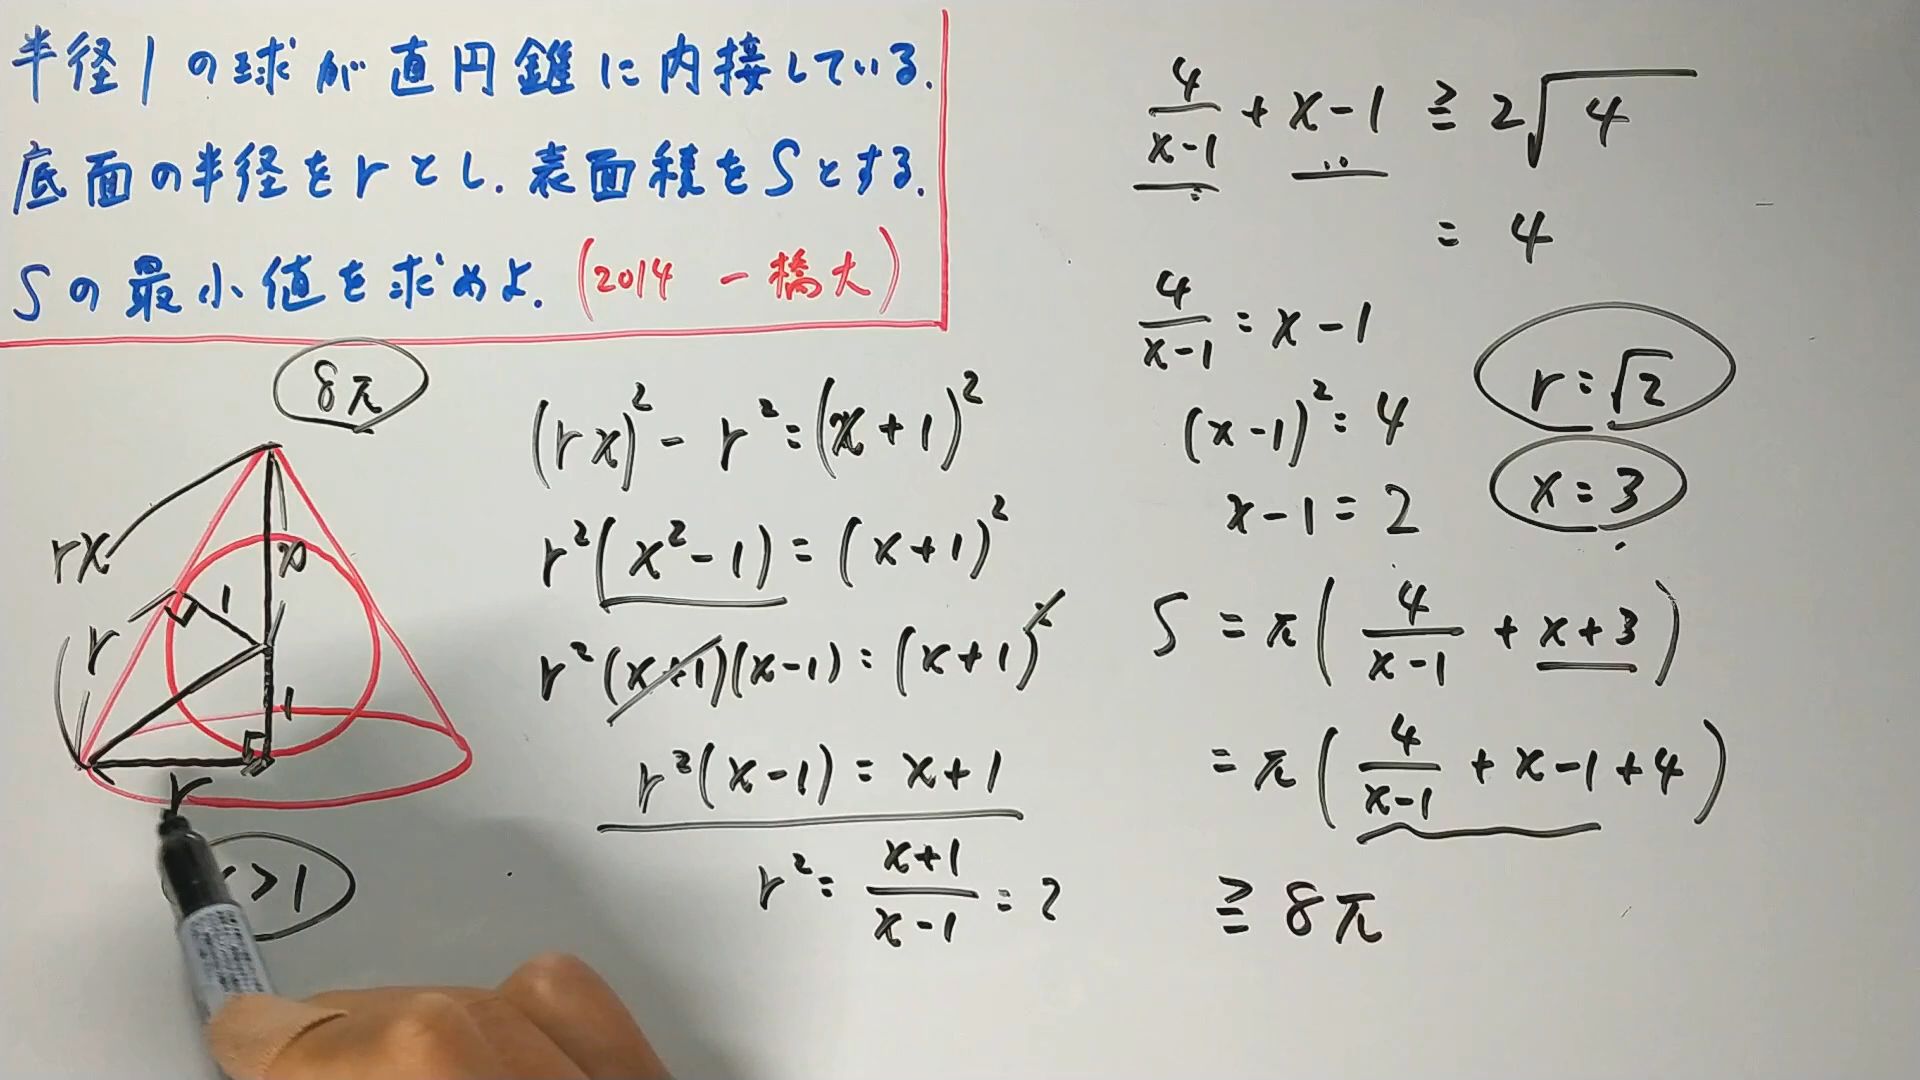 半径1の球が直円錐に内接している.
底面の半径をrとし.表面積をSとする.
Sの最小値を求めよ.(2014 一橋大)
8π
rx
x
1
r
1
r
>1
(rx)²-r²=(x+1)²
r²(x²-1)=(x+1)²
r²(x+1)(x-1)=(x+1)²
r²(x-1)=x+1
r²=\frac{x+1}{x-1}=2
\frac{4}{x-1}+x-1≧2√4
=4
\frac{4}{x-1}=x-1
(x-1)²=4
x-1=2
r=√2
x=3
S=π(\frac{4}{x-1}+x+3)
=π(\frac{4}{x-1}+x-1+4)
≧8π